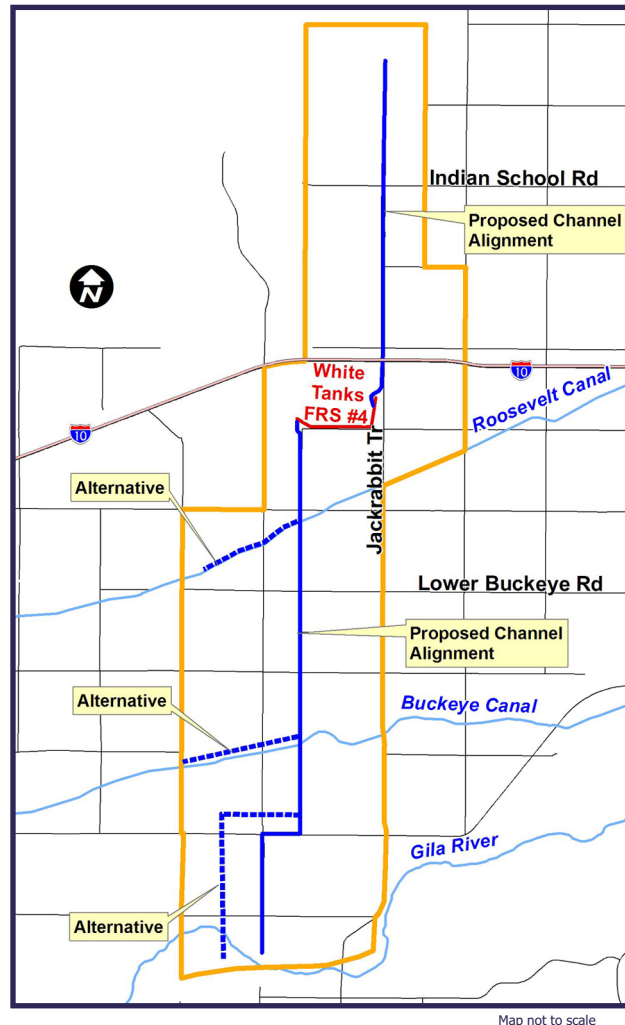 Indian School Rd
Proposed Channel
Alignment
N
White
Tanks
FRS #4
10
Roosevelt Canal
10
Jackrabbit Tr
Alternative
Lower Buckeye Rd
Proposed Channel
Alignment
Alternative
Buckeye Canal
Gila River
Alternative
Map not to scale